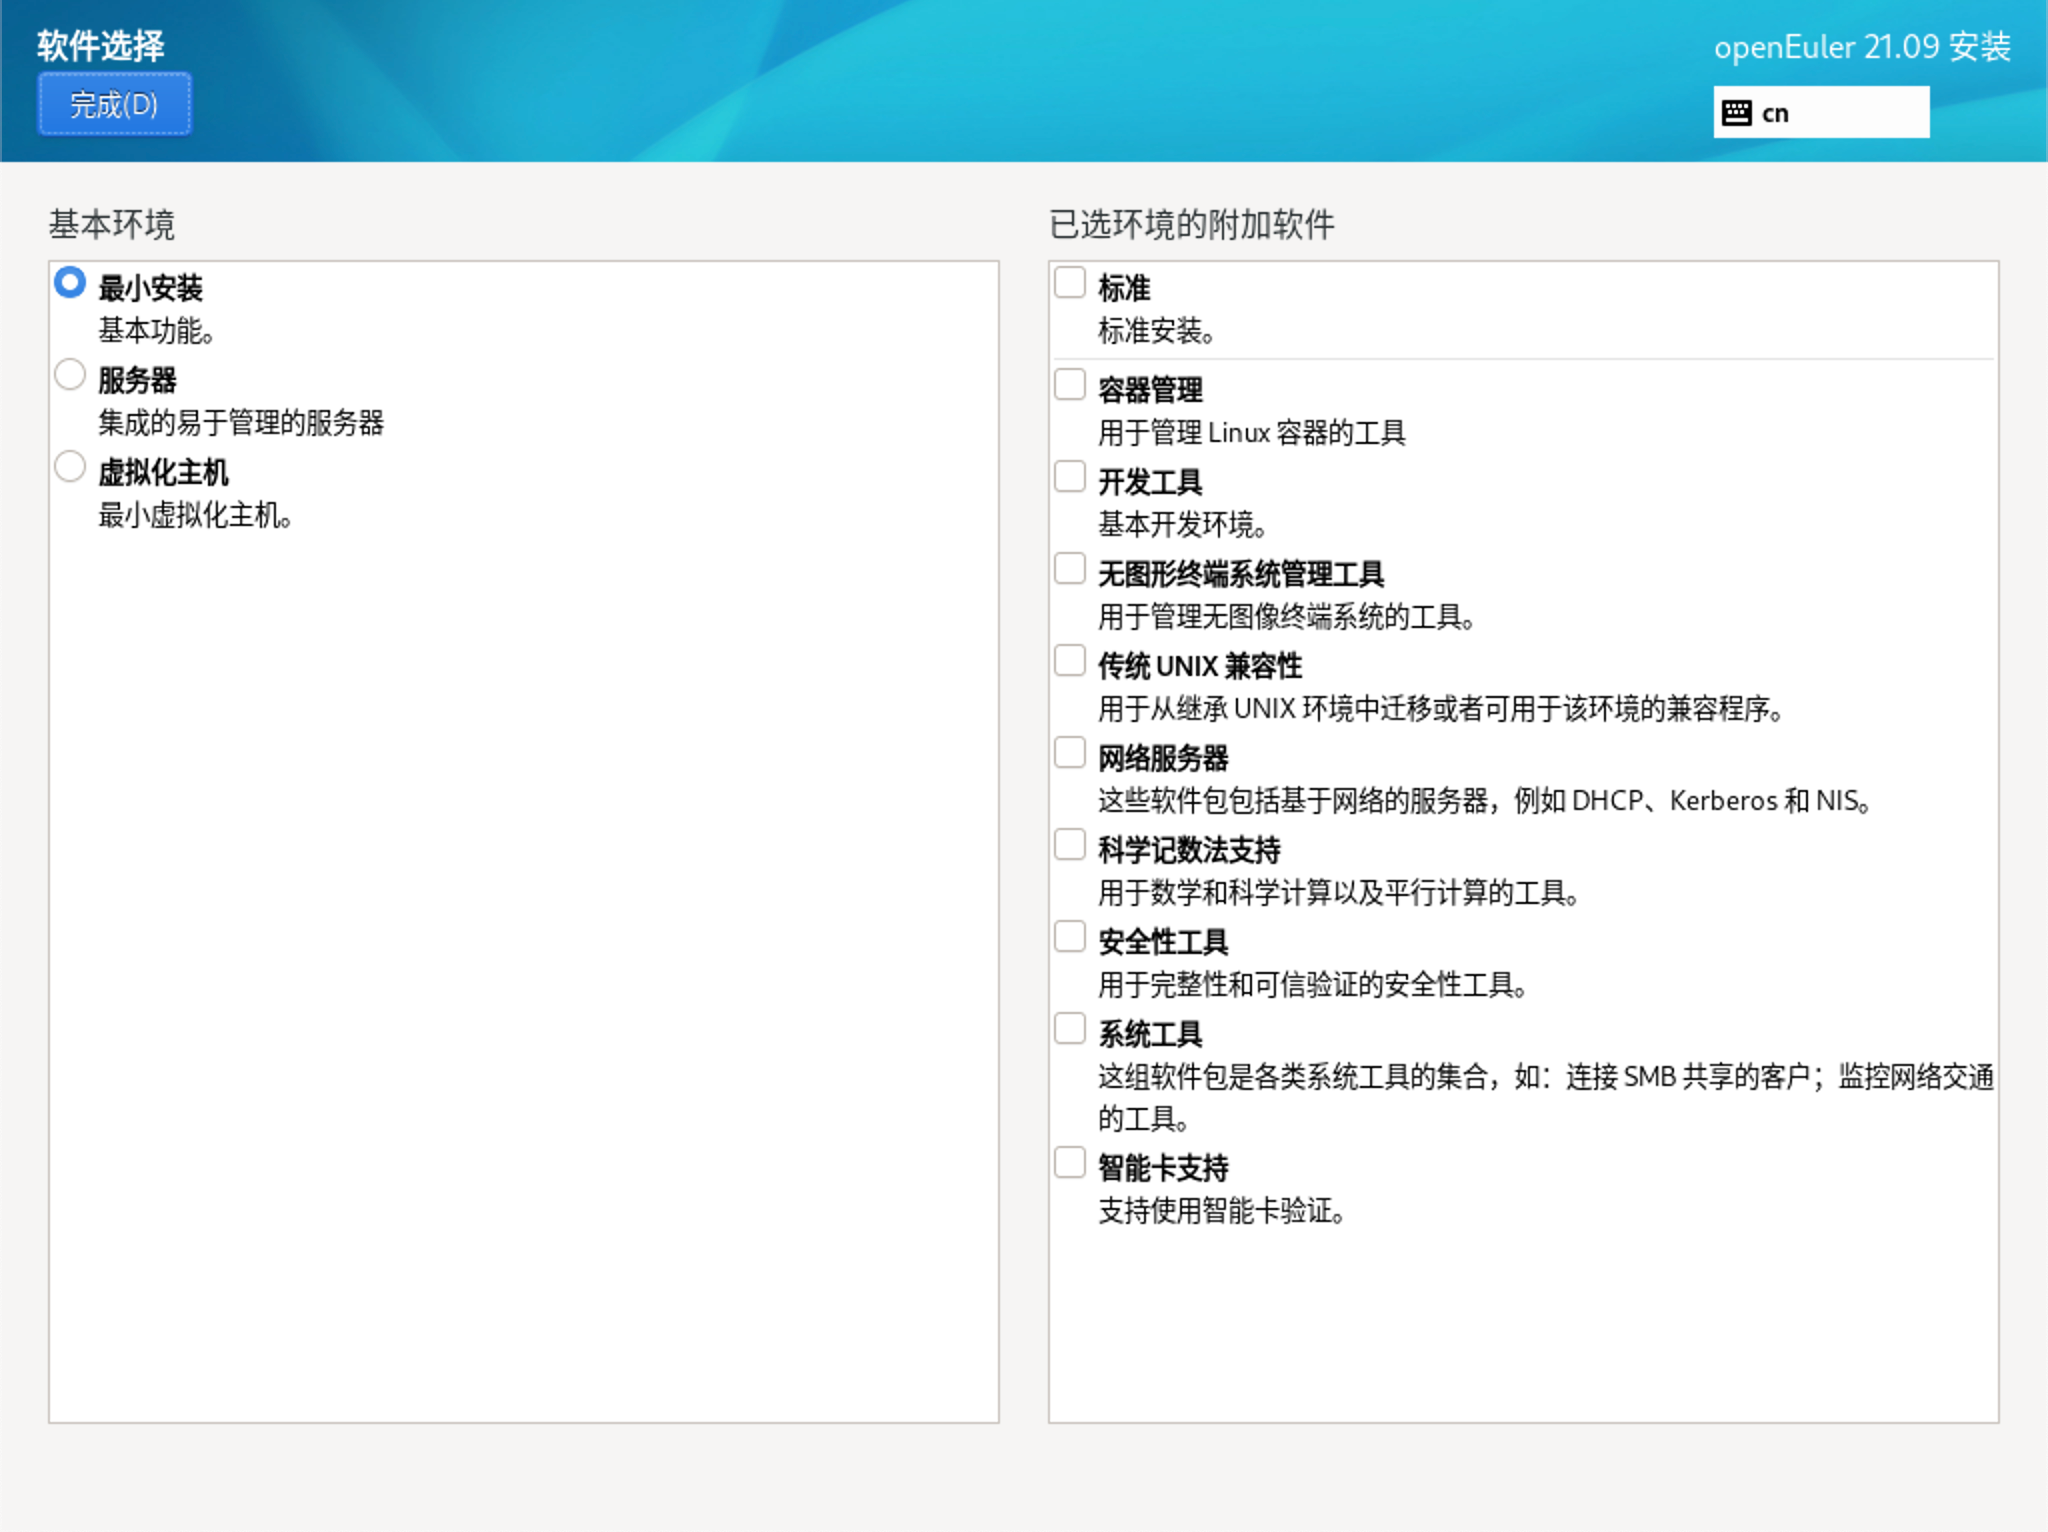 软件选择
完成(D)
openEuler 21.09 安装
cn
基本环境
最小安装
基本功能。
服务器
集成的易于管理的服务器
虚拟化主机
最小虚拟化主机。
已选环境的附加软件
标准
标准安装。
容器管理
用于管理 Linux 容器的工具
开发工具
基本开发环境。
无图形终端系统管理工具
用于管理无图像终端系统的工具。
传统 UNIX 兼容性
用于从继承 UNIX 环境中迁移或者可用于该环境的兼容程序。
网络服务器
这些软件包包括基于网络的服务器，例如 DHCP、Kerberos 和 NIS。
科学记数法支持
用于数学和科学计算以及平行计算的工具。
安全性工具
用于完整性和可信验证的安全性工具。
系统工具
这组软件包是各类系统工具的集合，如：连接 SMB 共享的客户；监控网络交通
的工具。
智能卡支持
支持使用智能卡验证。